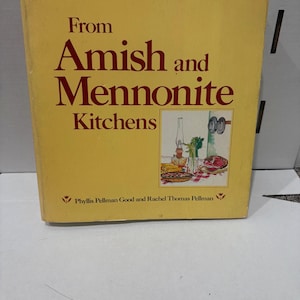 From
Amish and
Mennonite
Kitchens
Phyllis Pellman Good and Rachel Thomas Pellman